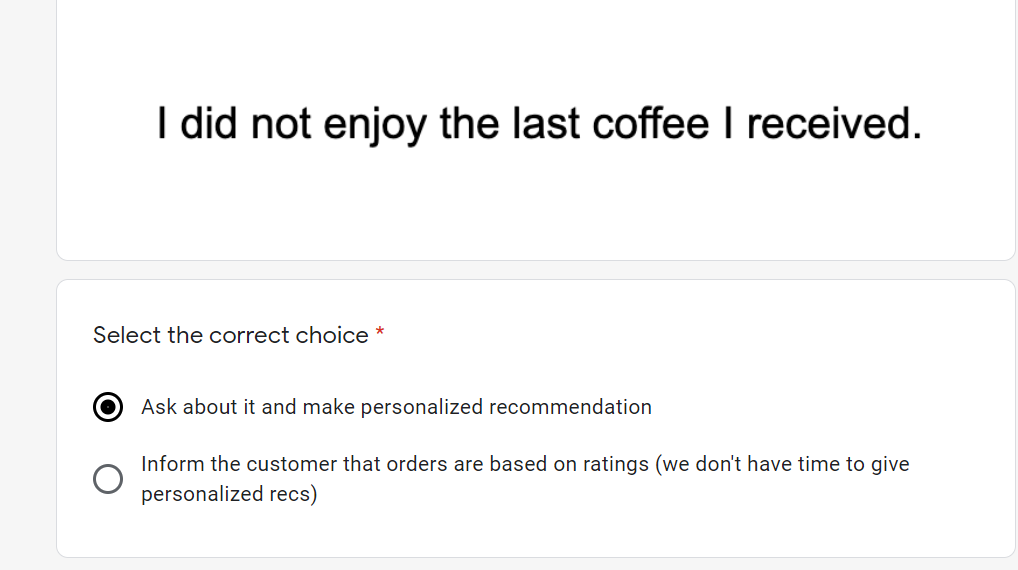 I did not enjoy the last coffee I received.
Select the correct choice *
Ask about it and make personalized recommendation
Inform the customer that orders are based on ratings (we don't have time to give
personalized recs)